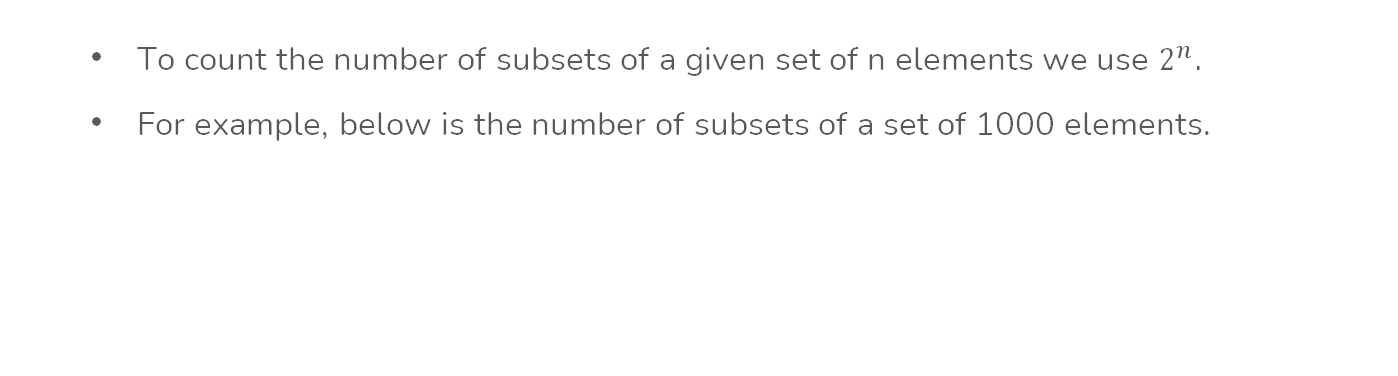 • To count the number of subsets of a given set of n elements we use 2ⁿ.
• For example, below is the number of subsets of a set of 1000 elements.